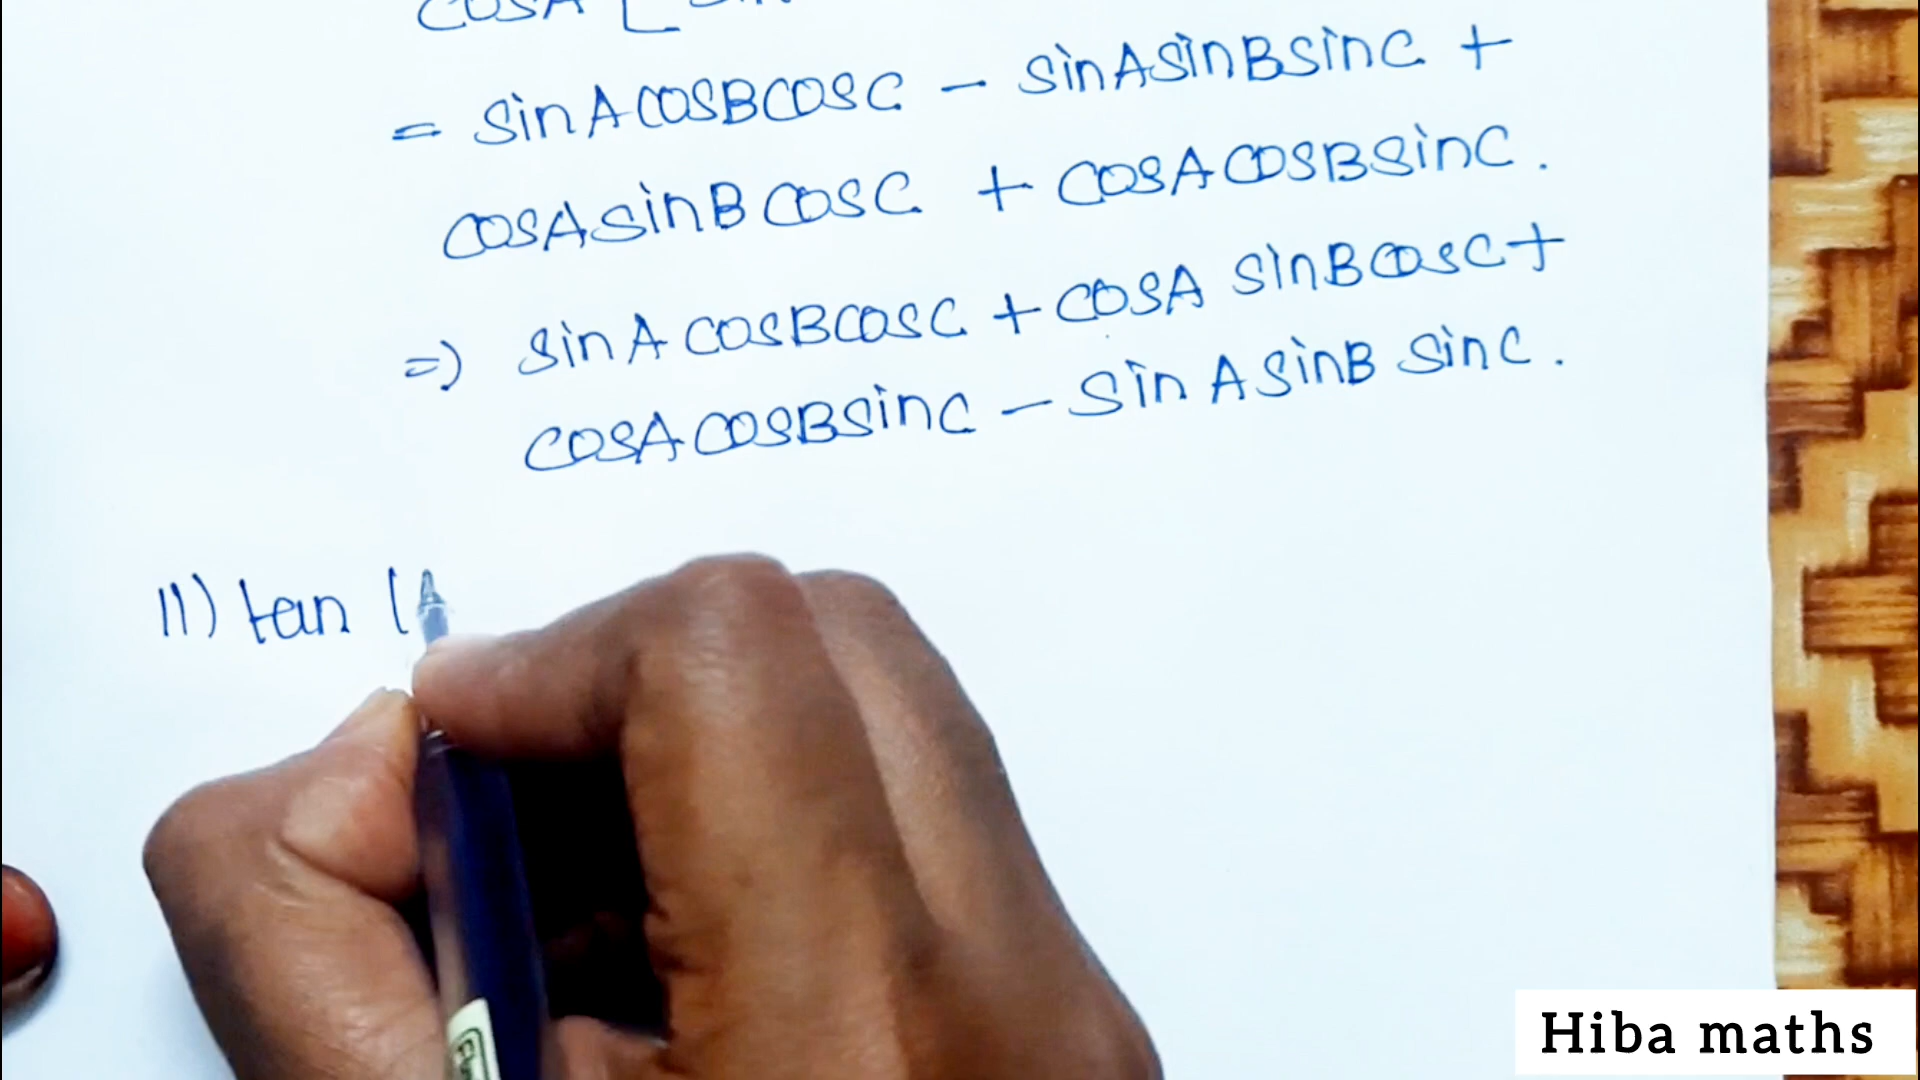 = sinAcosBcosC - sinAsinBsinC +
cosAsinBcosC + cosAcosBsinC.
=) sinAcosBcosC + cosA sinBcosC +
cosAcosBsinC - sinAsinB sinC.
11) tan (
Hiba maths